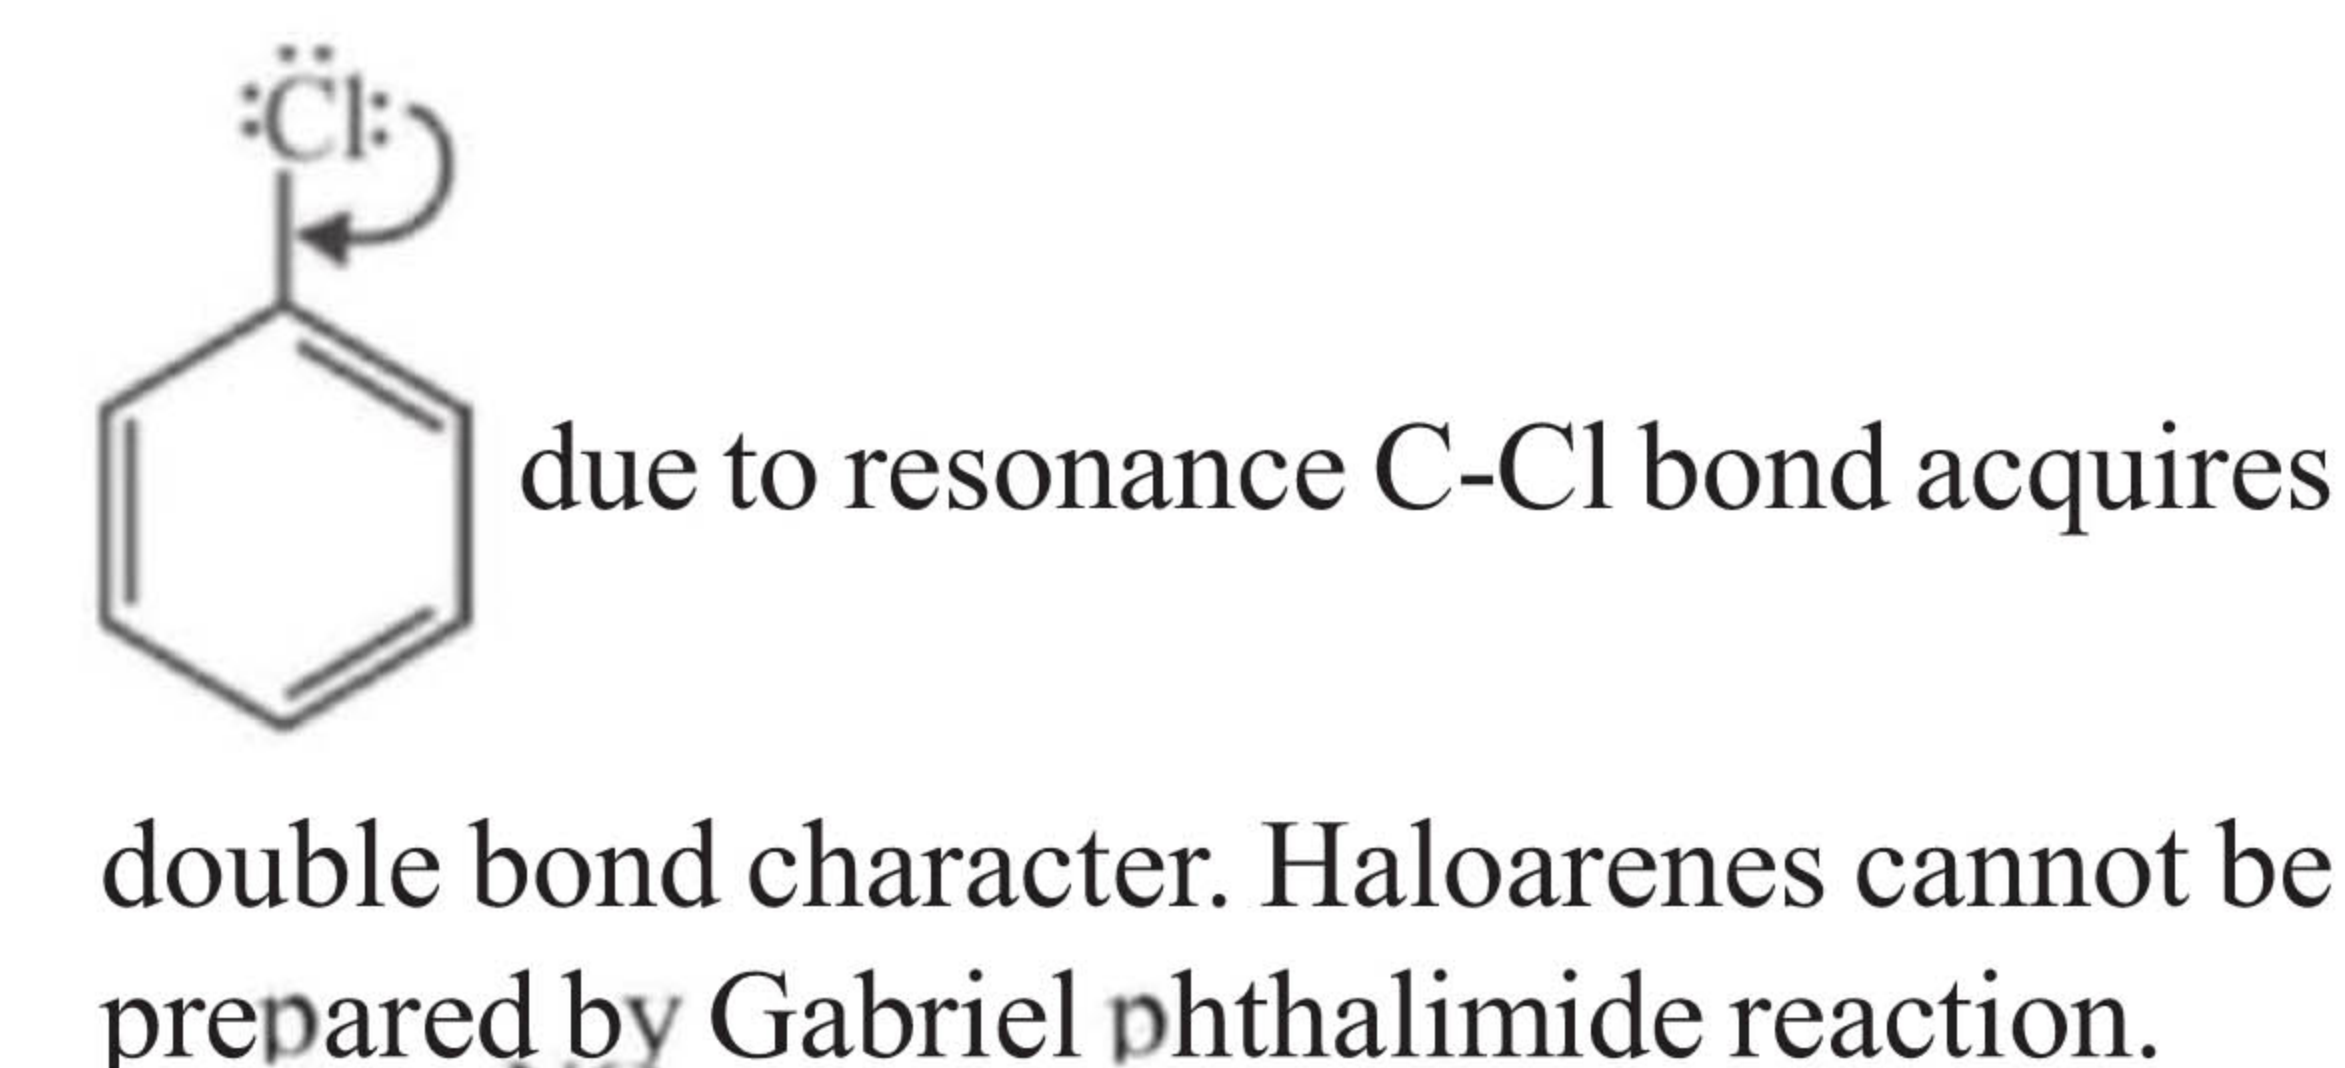 :Cl:
due to resonance C-Cl bond acquires
double bond character. Haloarenes cannot be
prepared by Gabriel phthalimide reaction.